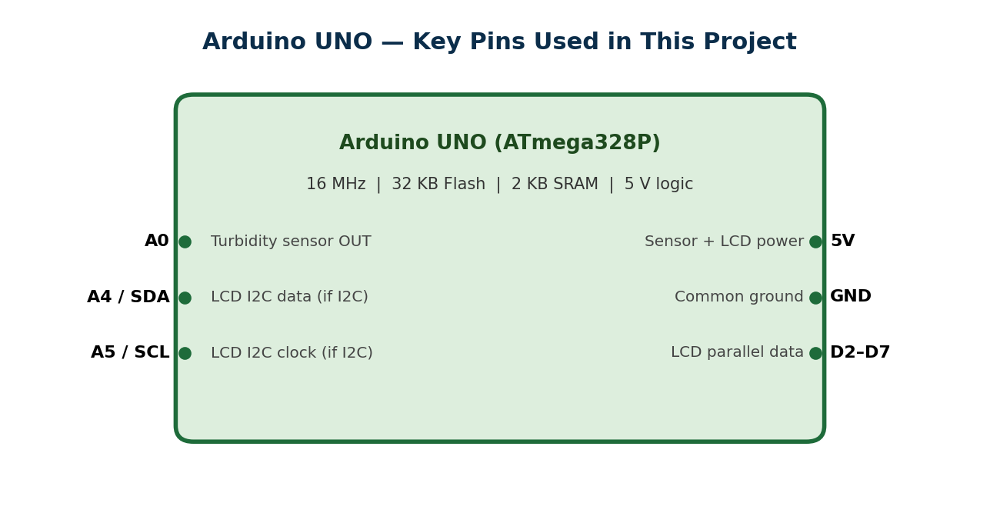 Arduino UNO — Key Pins Used in This Project
Arduino UNO (ATmega328P)
16 MHz | 32 KB Flash | 2 KB SRAM | 5 V logic
A0 Turbidity sensor OUT Sensor + LCD power 5V
A4 / SDA LCD I2C data (if I2C) Common ground GND
A5 / SCL LCD I2C clock (if I2C) LCD parallel data D2–D7